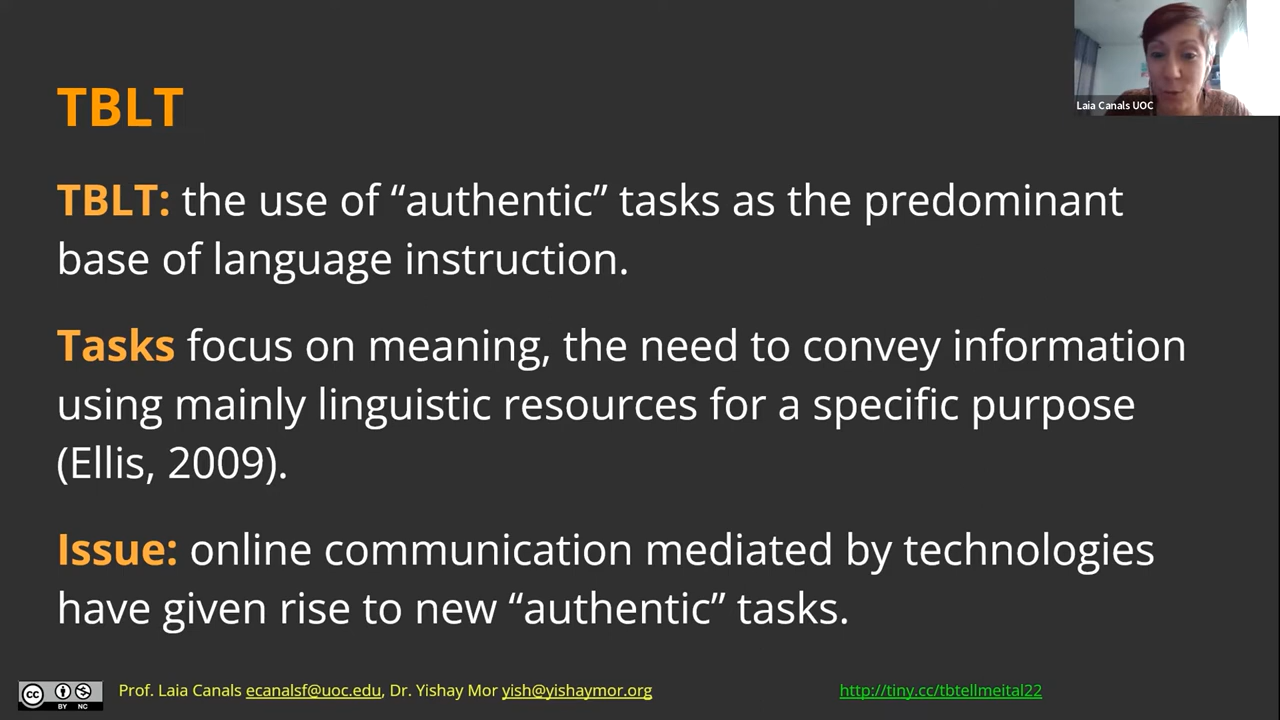 Laia Canals UOC
TBLT
TBLT: the use of “authentic” tasks as the predominant
base of language instruction.
Tasks focus on meaning, the need to convey information
using mainly linguistic resources for a specific purpose
(Ellis, 2009).
Issue: online communication mediated by technologies
have given rise to new “authentic” tasks.
cc BY NC
Prof. Laia Canals ecanalsf@uoc.edu, Dr. Yishay Mor yish@yishaymor.org
http://tiny.cc/tbtellmeital22